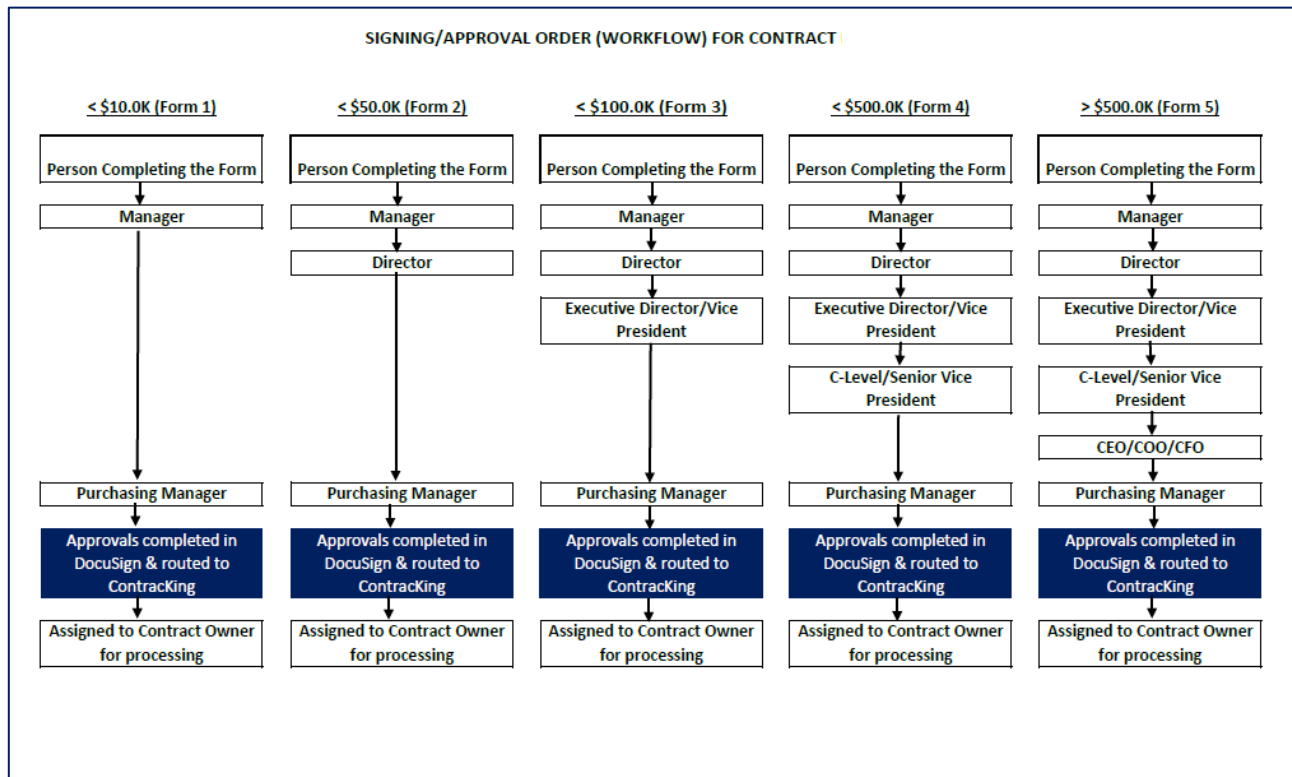 SIGNING/APPROVAL ORDER (WORKFLOW) FOR CONTRACT
< $10.0K (Form 1)
Person Completing the Form
Manager
Purchasing Manager
Approvals completed in
DocuSign & routed to
ContracKing
Assigned to Contract Owner
for processing
< $50.0K (Form 2)
Person Completing the Form
Manager
Director
Purchasing Manager
Approvals completed in
DocuSign & routed to
ContracKing
Assigned to Contract Owner
for processing
< $100.0K (Form 3)
Person Completing the Form
Manager
Director
Executive Director/Vice
President
Purchasing Manager
Approvals completed in
DocuSign & routed to
ContracKing
Assigned to Contract Owner
for processing
< $500.0K (Form 4)
Person Completing the Form
Manager
Director
Executive Director/Vice
President
C-Level/Senior Vice
President
Purchasing Manager
Approvals completed in
DocuSign & routed to
ContracKing
Assigned to Contract Owner
for processing
> $500.0K (Form 5)
Person Completing the Form
Manager
Director
Executive Director/Vice
President
C-Level/Senior Vice
President
CEO/COO/CFO
Purchasing Manager
Approvals completed in
DocuSign & routed to
ContracKing
Assigned to Contract Owner
for processing